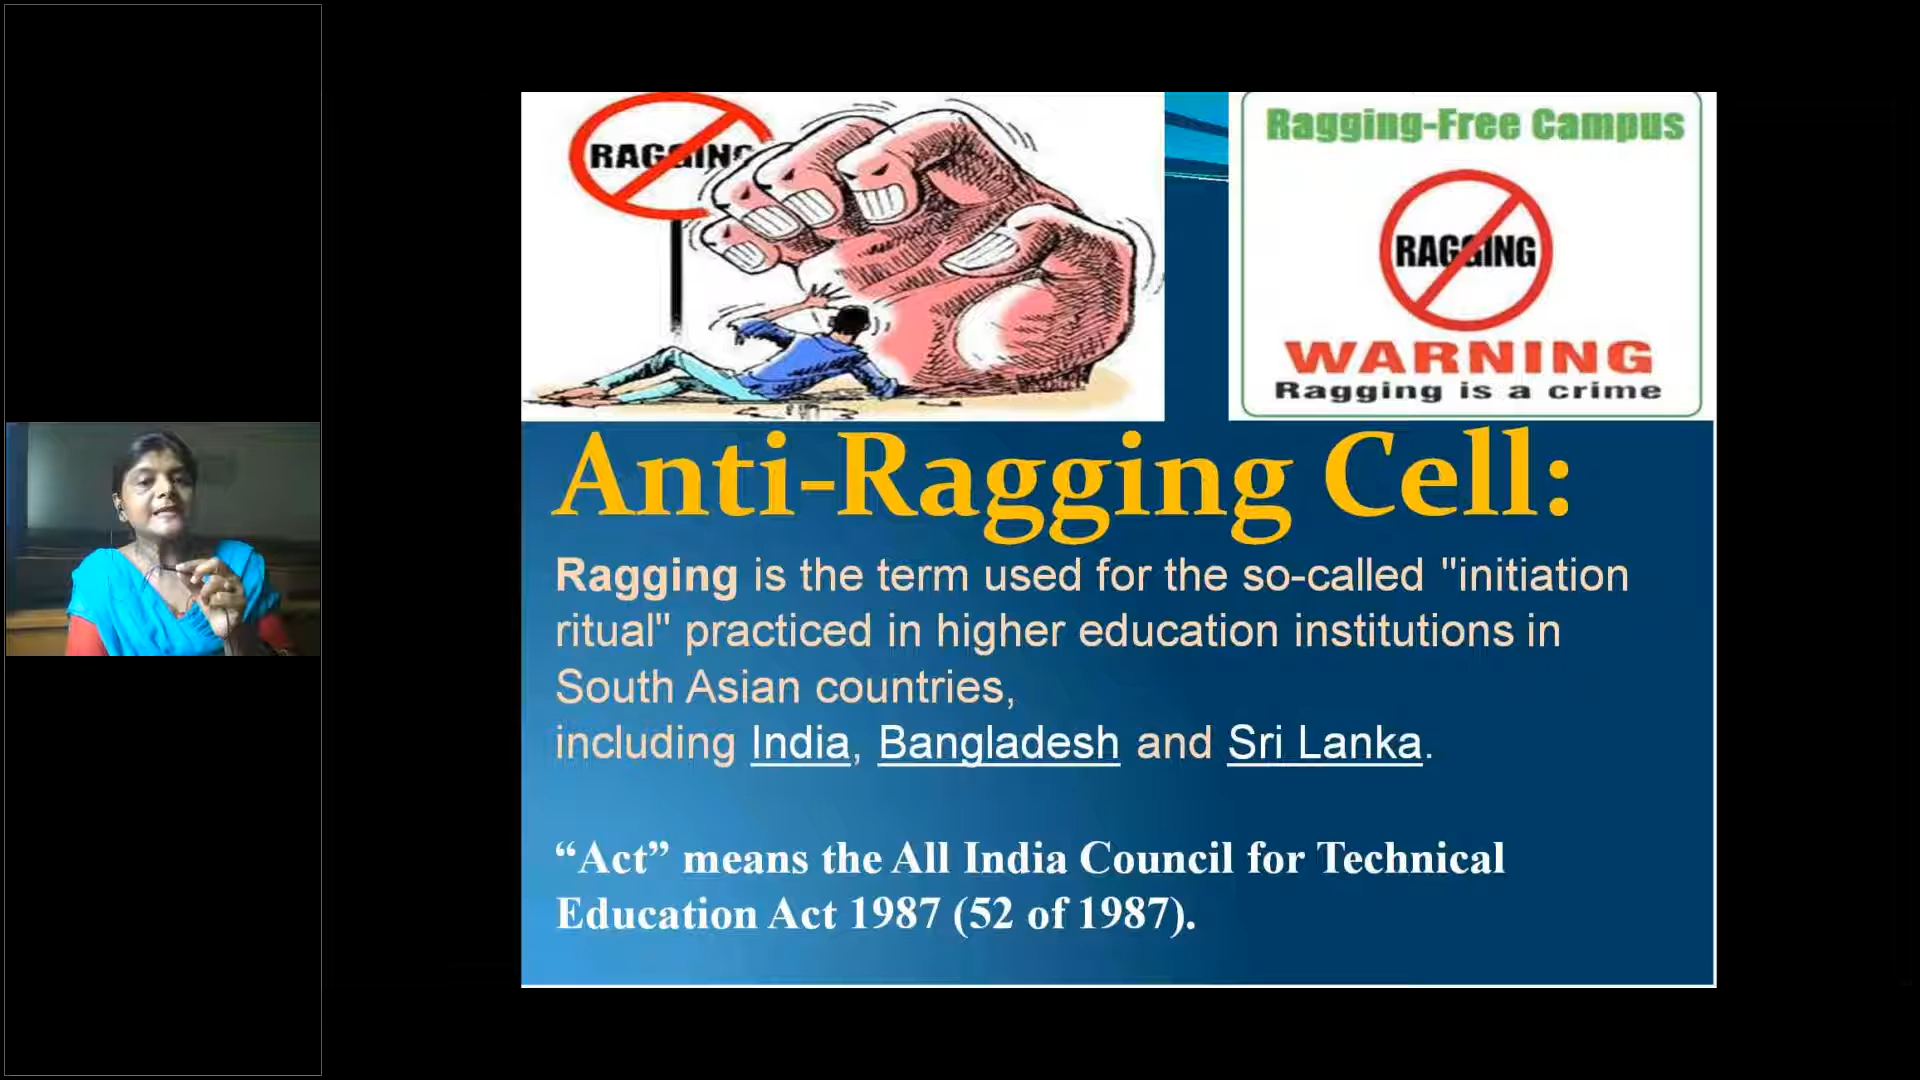 RAGGING
Ragging-Free Campus
RAGGING
WARNING
Ragging is a crime
Anti-Ragging Cell:
Ragging is the term used for the so-called "initiation
ritual" practiced in higher education institutions in
South Asian countries,
including India, Bangladesh and Sri Lanka.
“Act” means the All India Council for Technical
Education Act 1987 (52 of 1987).